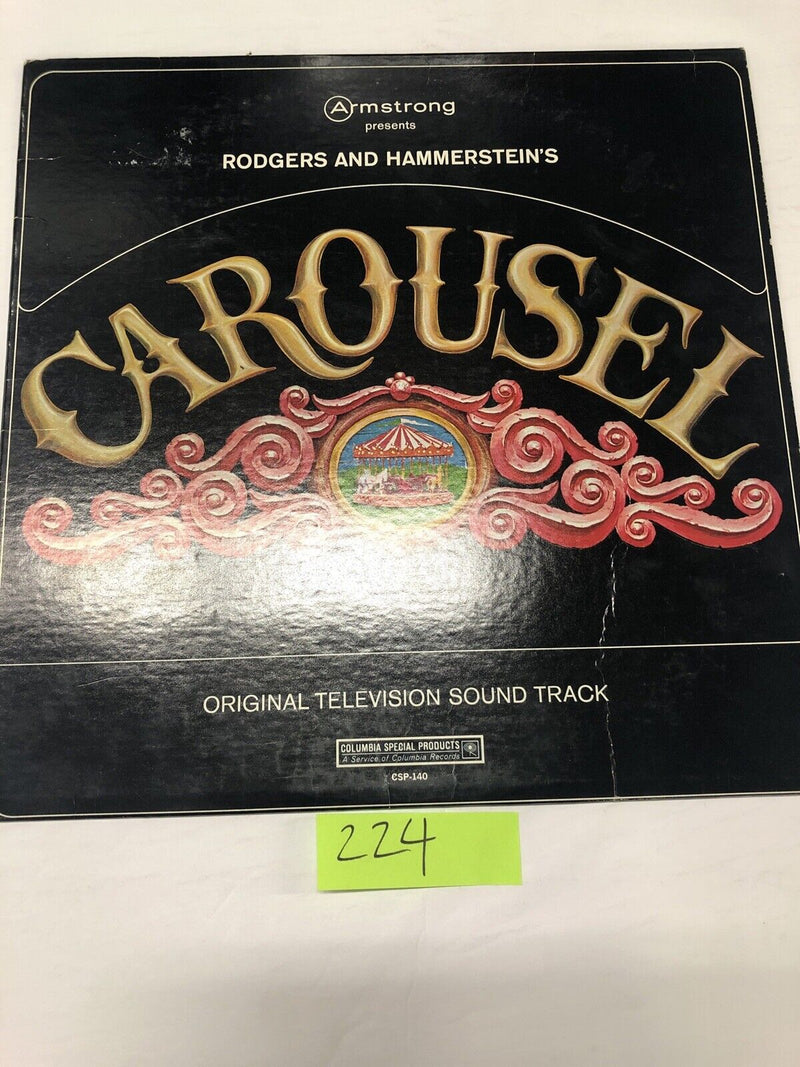 Armstrong
presents
RODGERS AND HAMMERSTEIN'S
CAROUSEL
ORIGINAL TELEVISION SOUND TRACK
COLUMBIA SPECIAL PRODUCTS
A Service of Columbia Records
CSP-140
224